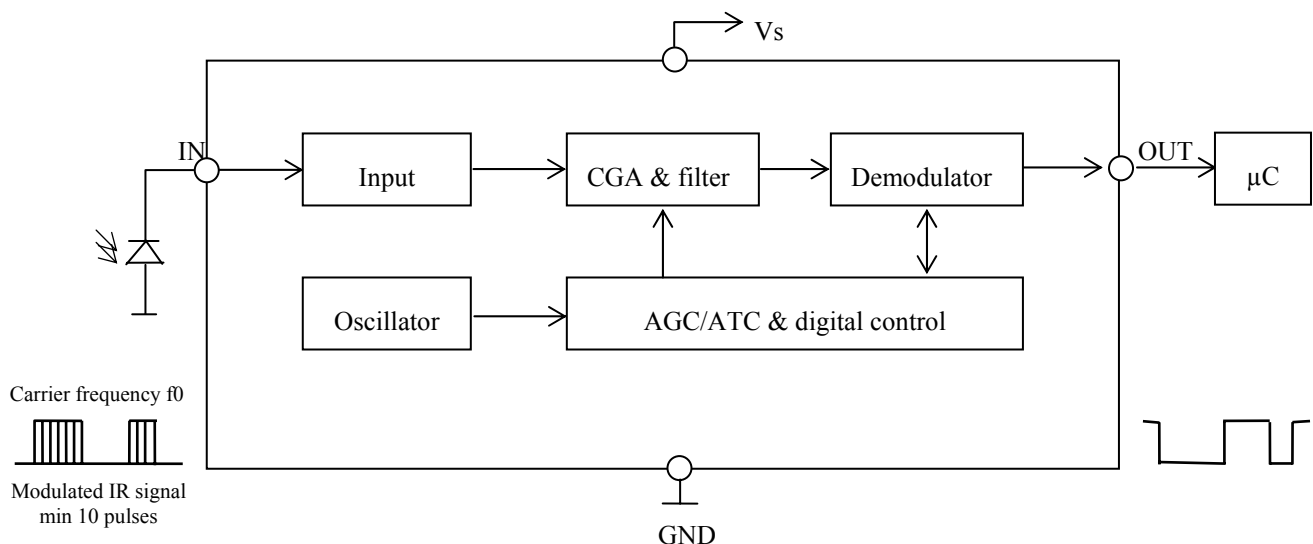 Vs
IN
Input
CGA & filter
Demodulator
OUT
µC
Oscillator
AGC/ATC & digital control
Carrier frequency f0
Modulated IR signal
min 10 pulses
GND